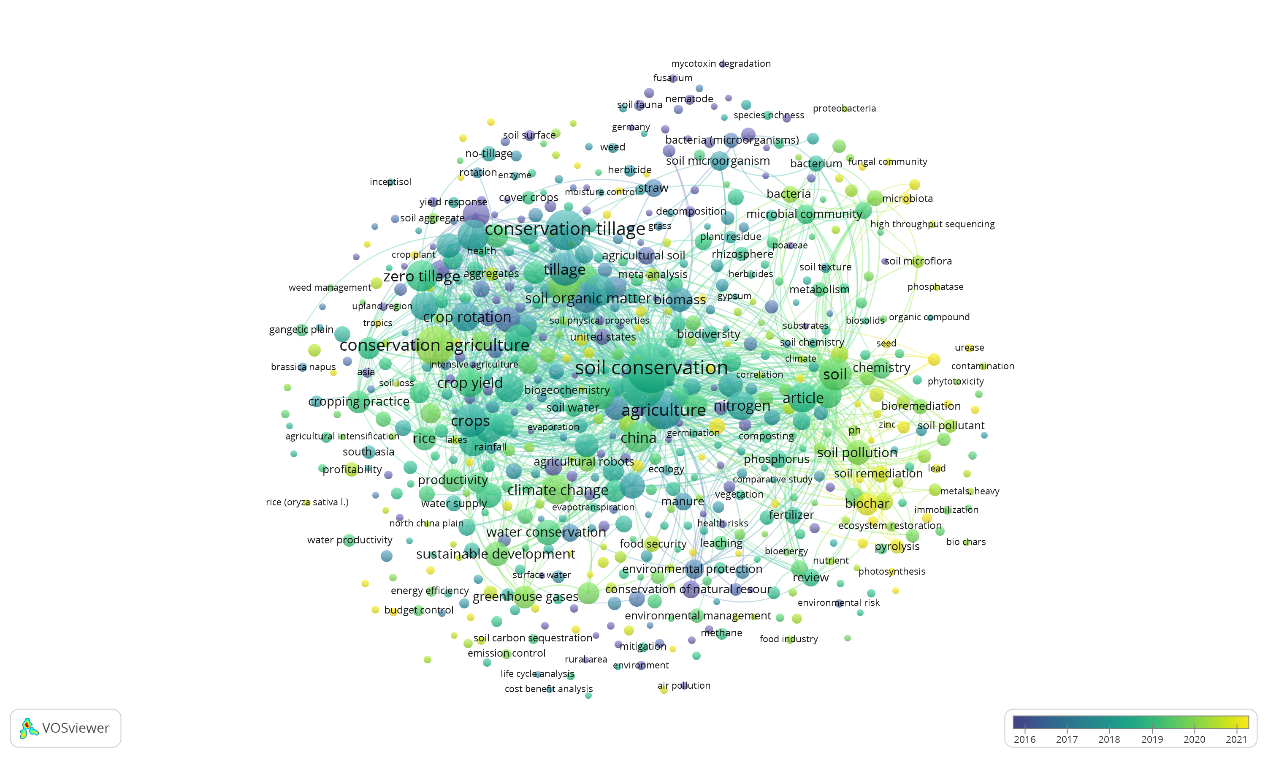 mycotoxin degradation
fusarium
soil fauna
nematode
proteobacteria
species richness
germany
soil surface
bacteria (microorganisms)
weed
no-tillage
soil microorganism
bacterium
fungal community
rotation
enzyme
herbicide
inceptisol
moisture control
straw
cover crops
bacteria
microbiota
yield response
decomposition
microbial community
soil aggregate
grass
high throughput sequencing
conservation tillage
plant residue
poaceae
health
crop plant
agricultural soil
rhizosphere
soil microflora
soil texture
tillage
zero tillage
aggregates
meta-analysis
herbicides
weed management
metabolism
phosphatase
soil organic matter
biomass
gypsum
upland region
crop rotation
organic compound
tropics
soil physical properties
biosolids
substrates
gangetic plain
united states
biodiversity
conservation agriculture
soil chemistry
seed
urease
climate
brassica napus
asia
intensive agriculture
soil conservation
chemistry
contamination
soil loss
crop yield
correlation
soil
phytotoxicity
biogeochemistry
cropping practice
soil water
agriculture
nitrogen
article
bioremediation
crops
evaporation
germination
composting
ph
zinc
soil pollutant
agricultural intensification
rice
lakes
china
rainfall
south asia
soil pollution
agricultural robots
phosphorus
profitability
ecology
soil remediation
lead
productivity
comparative study
climate change
vegetation
metals, heavy
rice (oryza sativa l.)
water supply
evapotranspiration
manure
biochar
immobilization
north china plain
health risks
fertilizer
ecosystem restoration
water productivity
water conservation
food security
leaching
bio chars
sustainable development
bioenergy
pyrolysis
nutrient
surface water
environmental protection
review
photosynthesis
energy efficiency
greenhouse gases
conservation of natural resour
environmental risk
budget control
environmental management
soil carbon sequestration
methane
food industry
emission control
mitigation
rural area
environment
life cycle analysis
cost benefit analysis
air pollution
VOSviewer
2016 2017 2018 2019 2020 2021